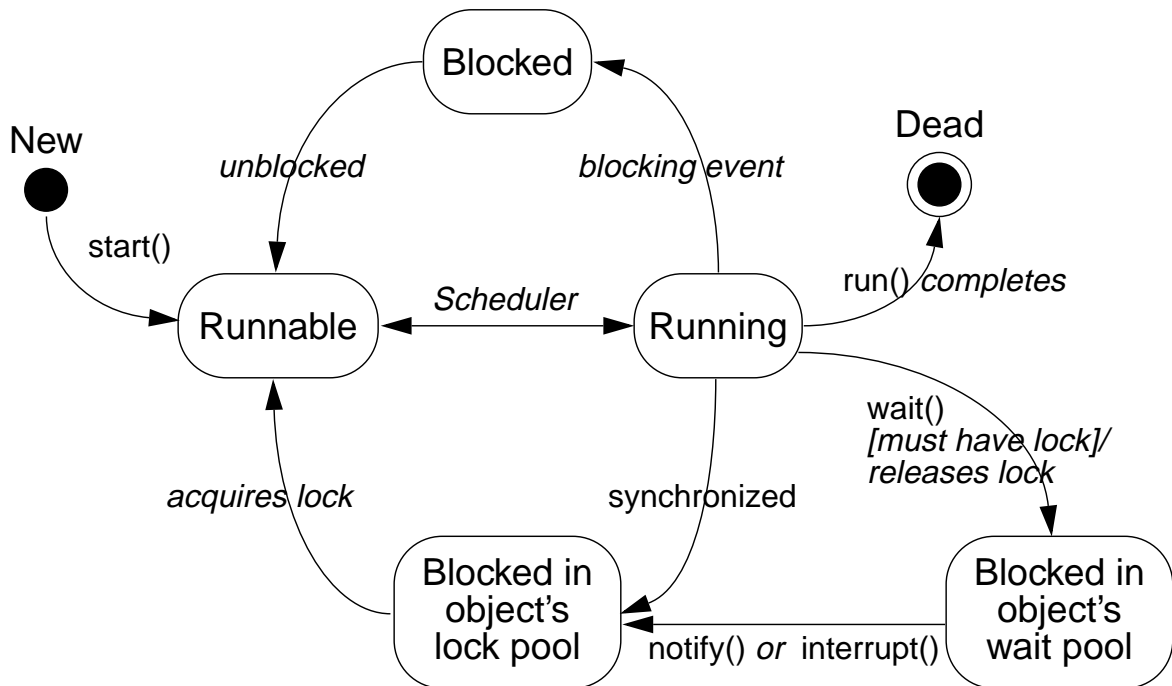 Blocked
New
Dead
unblocked
blocking event
start()
run() completes
Scheduler
Runnable
Running
wait()
[must have lock]/
releases lock
acquires lock
synchronized
Blocked in
object's
lock pool
notify() or interrupt()
Blocked in
object's
wait pool